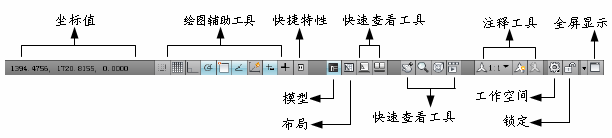 坐标值 绘图辅助工具 快捷特性 快速查看工具 注释工具 全屏显示
1394.4756, 1720.8155, 0.0000 1:1
模型 快速查看工具 工作空间
布局 锁定